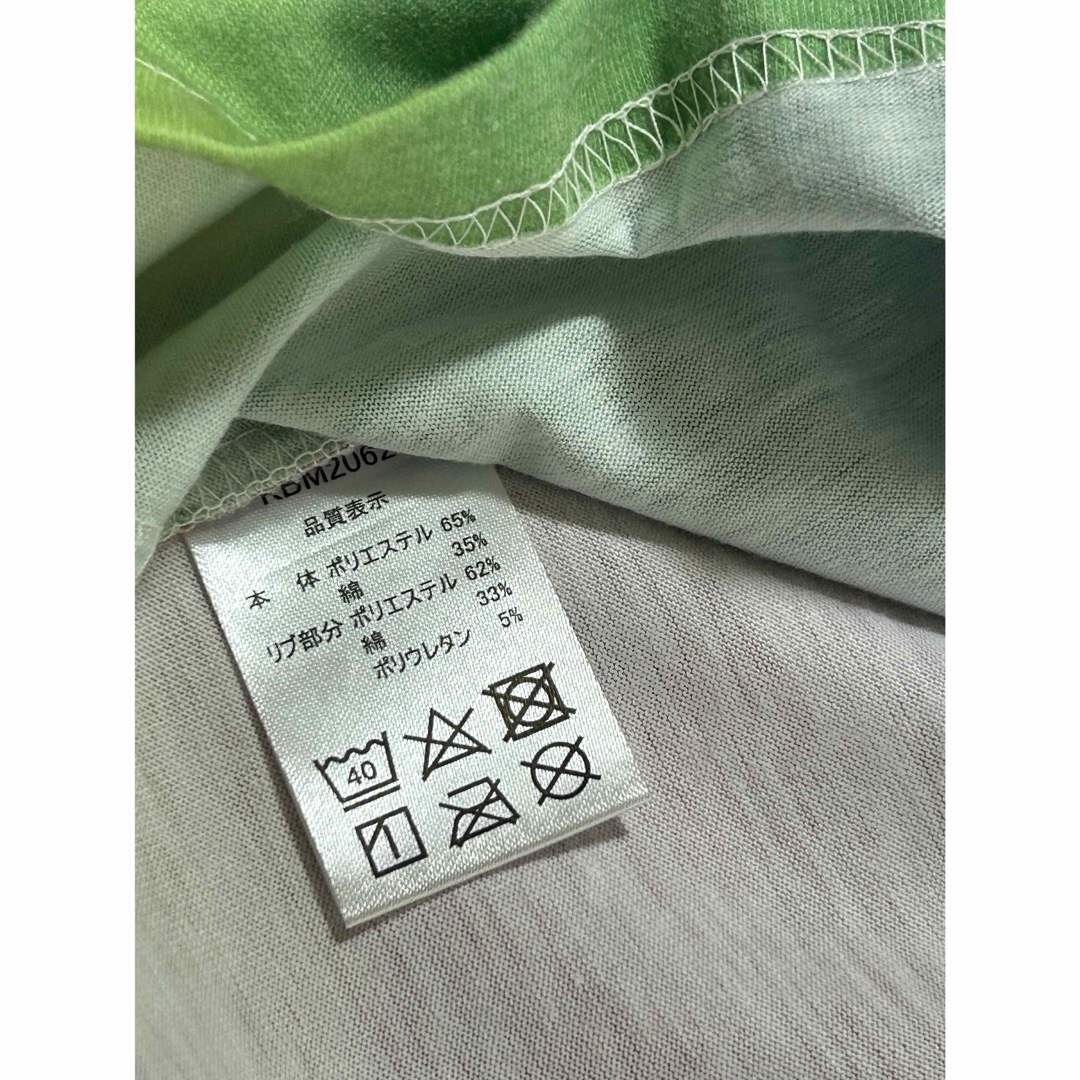 KBM2062
品質表示
本 体 ポリエステル 65%
綿 35%
リブ部分 ポリエステル 62%
綿 33%
ポリウレタン 5%
40